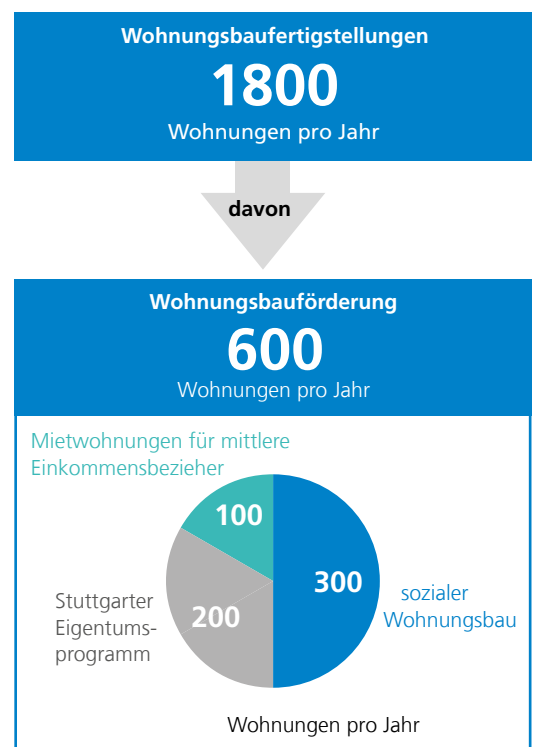 Wohnungsbaufertigstellungen
1800
Wohnungen pro Jahr
davon
Wohnungsbauförderung
600
Wohnungen pro Jahr
Mietwohnungen für mittlere
Einkommensbezieher
100
300
sozialer
Wohnungsbau
Stuttgarter
Eigentums-
programm
200
Wohnungen pro Jahr